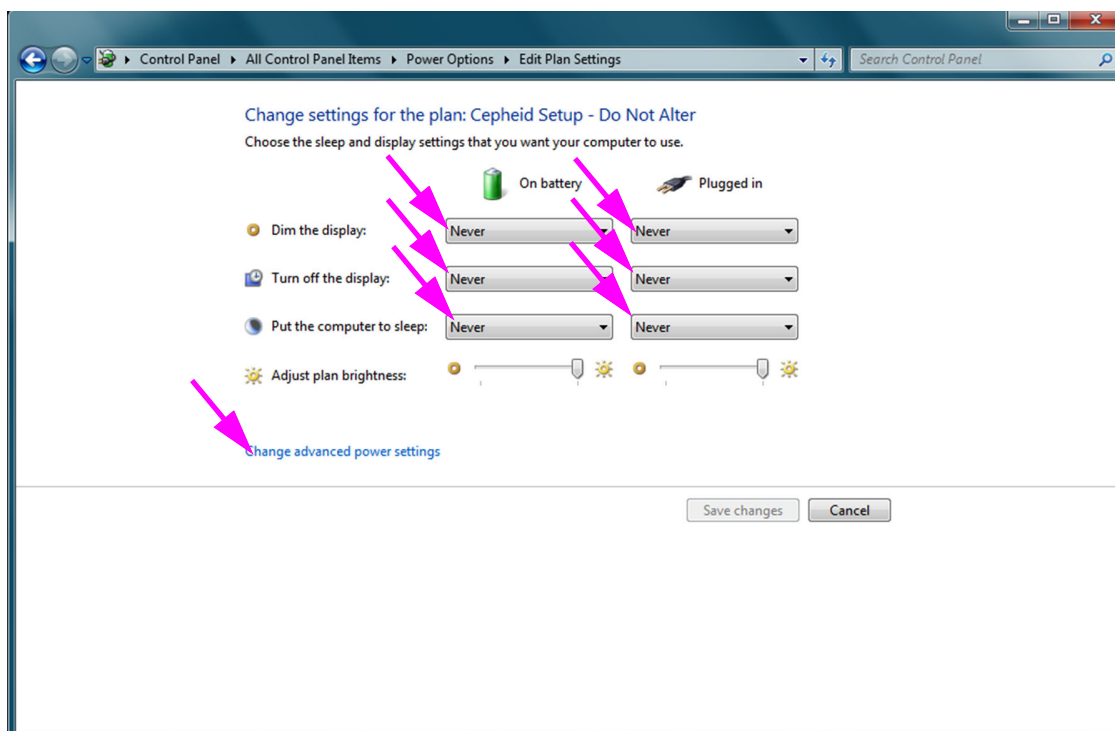 Control Panel ▸ All Control Panel Items ▸ Power Options ▸ Edit Plan Settings
Search Control Panel
Change settings for the plan: Cepheid Setup - Do Not Alter
Choose the sleep and display settings that you want your computer to use.
On battery Plugged in
Dim the display: Never Never
Turn off the display: Never Never
Put the computer to sleep: Never Never
Adjust plan brightness:
Change advanced power settings
Save changes Cancel